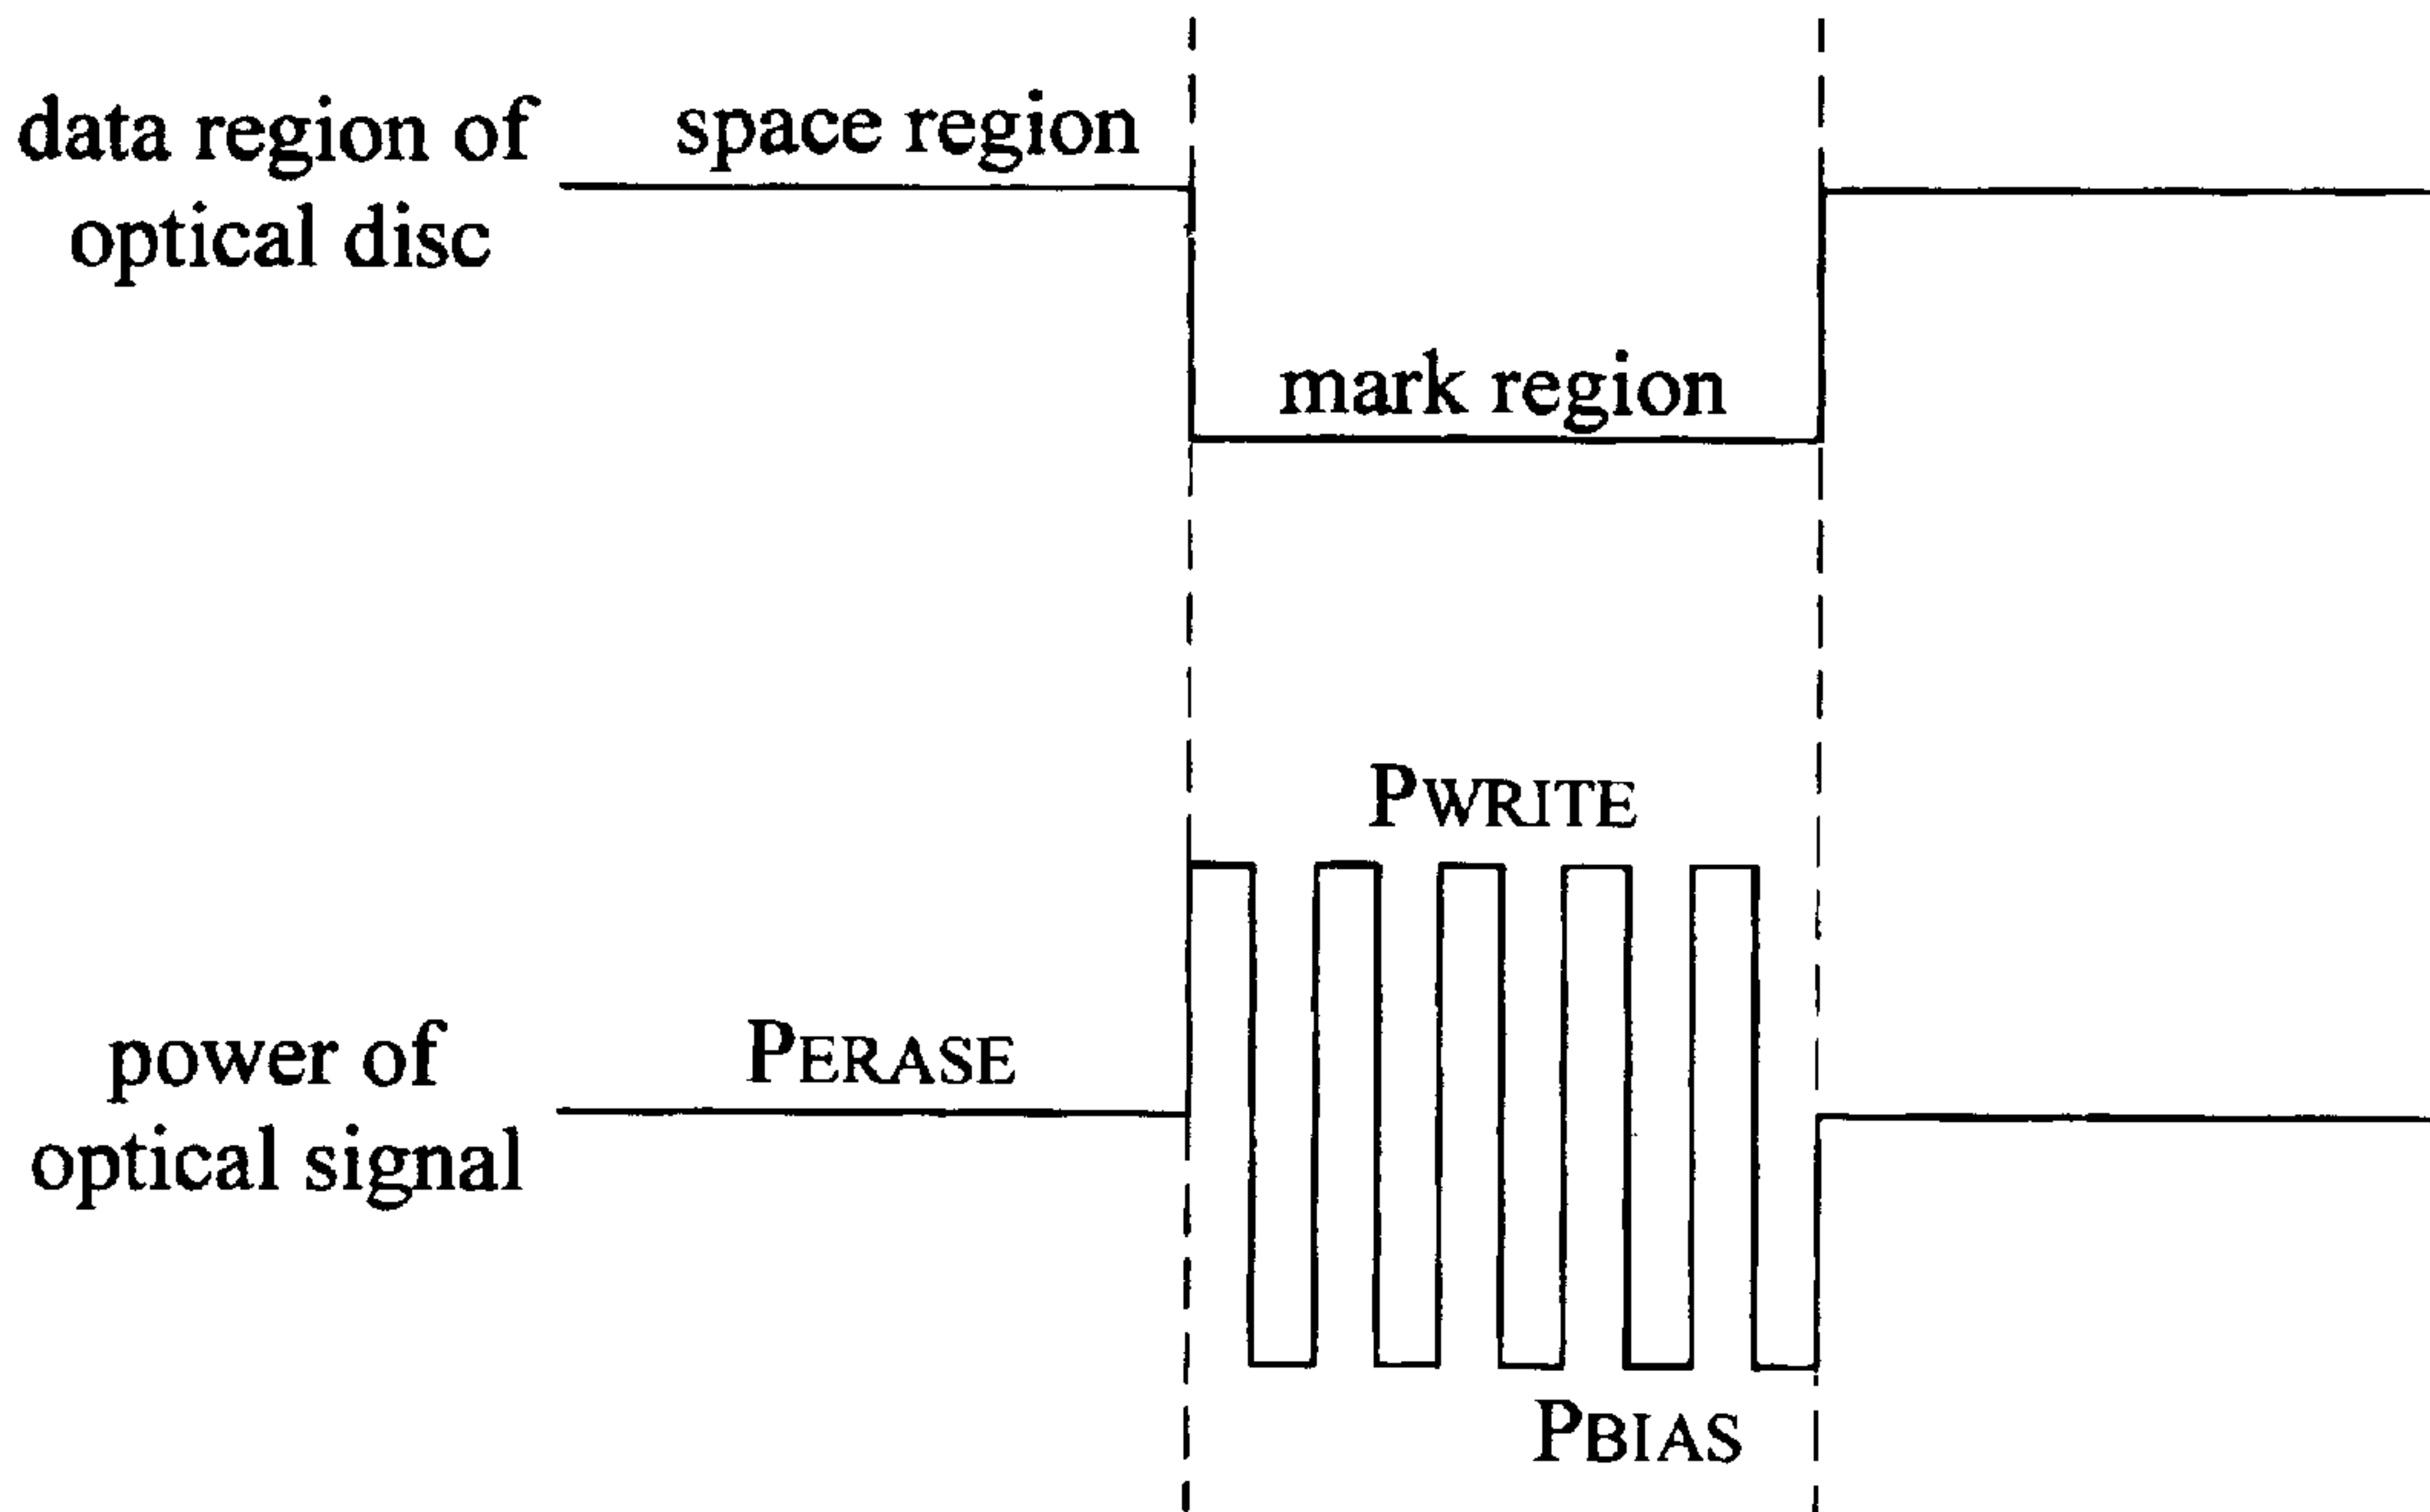 data region of
optical disc
space region
mark region
PWRITE
power of
optical signal
PERASE
PBIAS